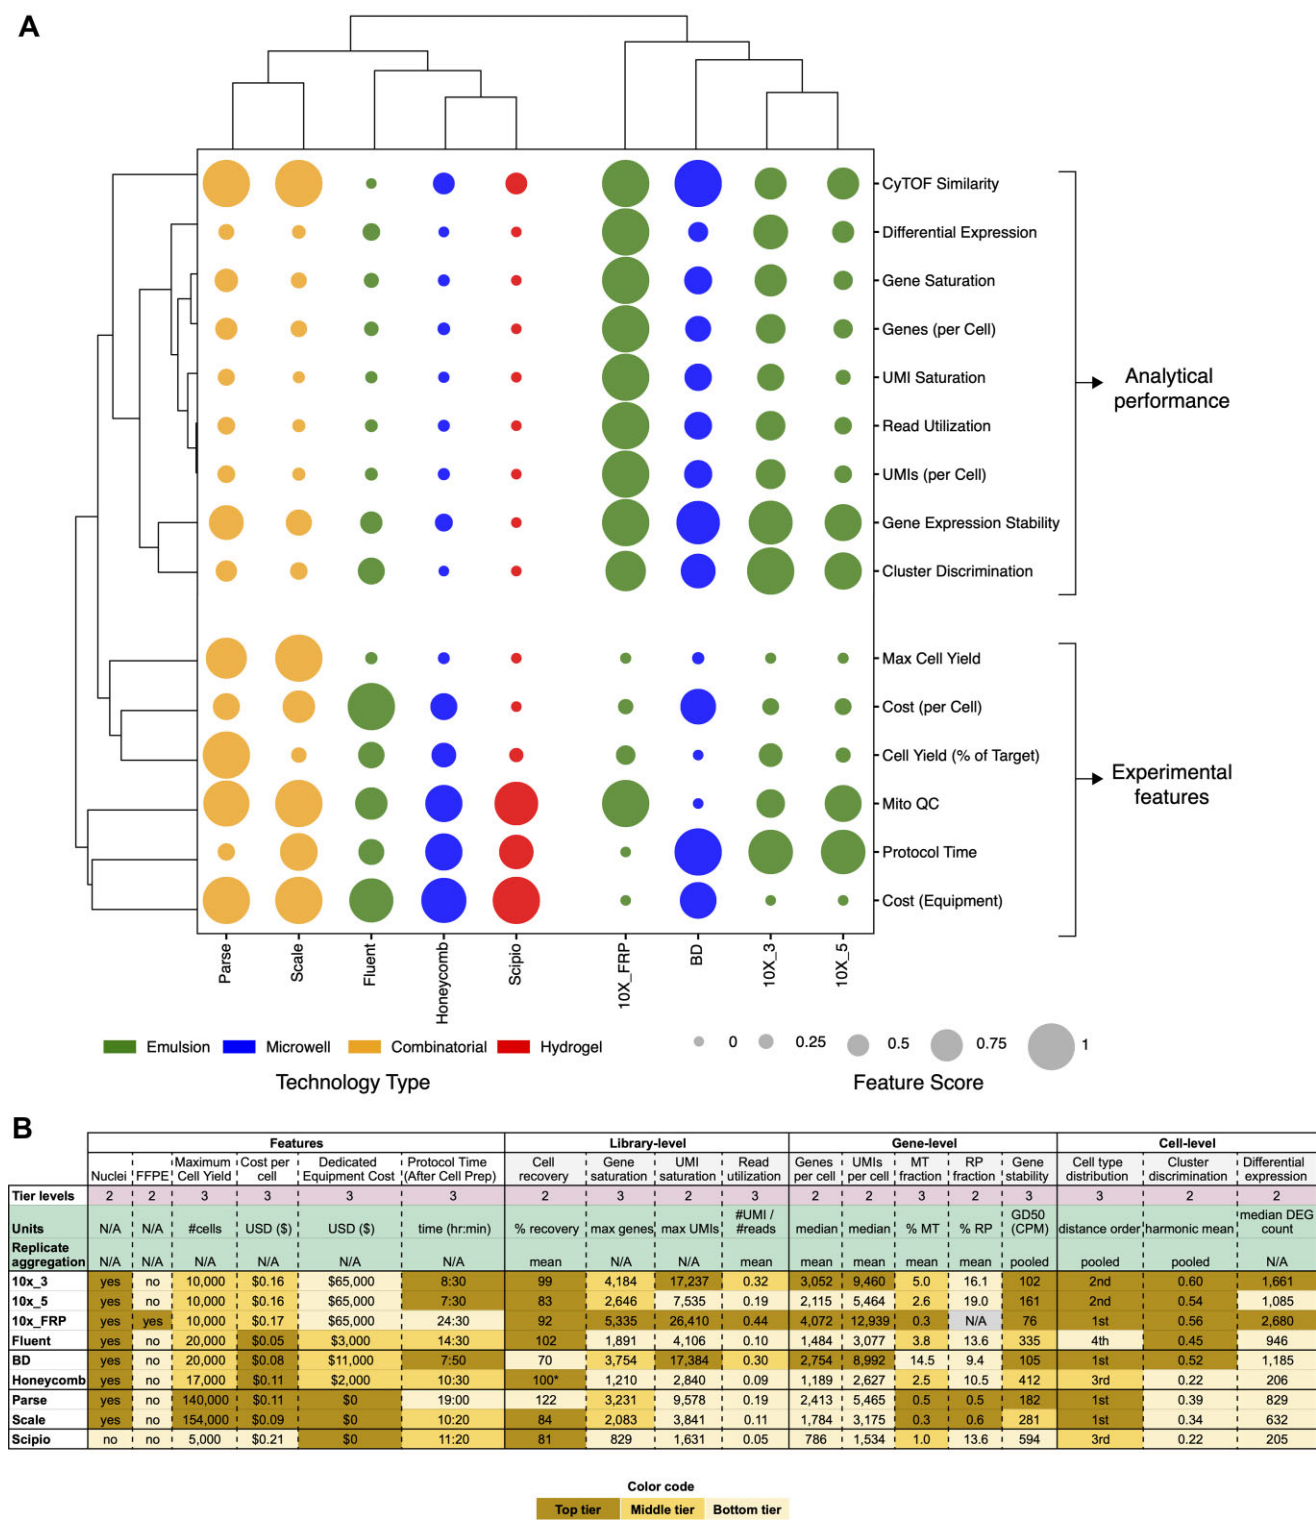 A
CyTOF Similarity
Differential Expression
Gene Saturation
Genes (per Cell)
UMI Saturation
Read Utilization
UMIs (per Cell)
Gene Expression Stability
Cluster Discrimination
Analytical
performance
Max Cell Yield
Cost (per Cell)
Cell Yield (% of Target)
Mito QC
Protocol Time
Cost (Equipment)
Experimental
features
Parse Scale Fluent Honeycomb Scipio 10X_FRP BD 10X_3 10X_5
Emulsion Microwell Combinatorial Hydrogel
Technology Type
0 0.25 0.5 0.75 1
Feature Score
B
Features Library-level Gene-level Cell-level
Nuclei FFPE Maximum Cell Yield Cost per cell Dedicated Equipment Cost Protocol Time (After Cell Prep) Cell recovery Gene saturation UMI saturation Read utilization Genes per cell UMIs per cell MT fraction RP fraction Gene stability Cell type distribution Cluster discrimination Differential expression
Tier levels 2 2 3 3 3 3 2 3 2 3 2 2 3 2 3 3 2 2
Units N/A N/A #cells USD ($) USD ($) time (hr:min) % recovery max genes max UMIs #UMI / #reads median median % MT % RP GD50 (CPM) distance order harmonic mean median DEG count
Replicate aggregation N/A N/A N/A N/A N/A N/A mean N/A N/A mean mean mean mean mean pooled pooled pooled N/A
10x_3 yes no 10,000 $0.16 $65,000 8:30 99 4,184 17,237 0.32 3,052 9,460 5.0 16.1 102 2nd 0.60 1,661
10x_5 yes no 10,000 $0.16 $65,000 7:30 83 2,646 7,535 0.19 2,115 5,464 2.6 19.0 161 2nd 0.54 1,085
10x_FRP yes yes 10,000 $0.17 $65,000 24:30 92 5,335 26,410 0.44 4,072 12,939 0.3 N/A 76 1st 0.56 2,680
Fluent yes no 20,000 $0.05 $3,000 14:30 102 1,891 4,106 0.10 1,484 3,077 3.8 13.6 335 4th 0.45 946
BD yes no 20,000 $0.08 $11,000 7:50 70 3,754 17,384 0.30 2,754 8,992 14.5 9.4 105 1st 0.52 1,185
Honeycomb yes no 17,000 $0.11 $2,000 10:30 100* 1,210 2,840 0.09 1,189 2,627 2.5 10.5 412 3rd 0.22 206
Parse yes no 140,000 $0.11 $0 19:00 122 3,231 9,578 0.19 2,413 5,465 0.5 0.5 182 1st 0.39 829
Scale yes no 154,000 $0.09 $0 10:20 84 2,083 3,841 0.11 1,784 3,175 0.3 0.6 281 1st 0.34 632
Scipio no no 5,000 $0.21 $0 11:20 81 829 1,631 0.05 786 1,534 1.0 13.6 594 3rd 0.22 205
Color code
Top tier Middle tier Bottom tier